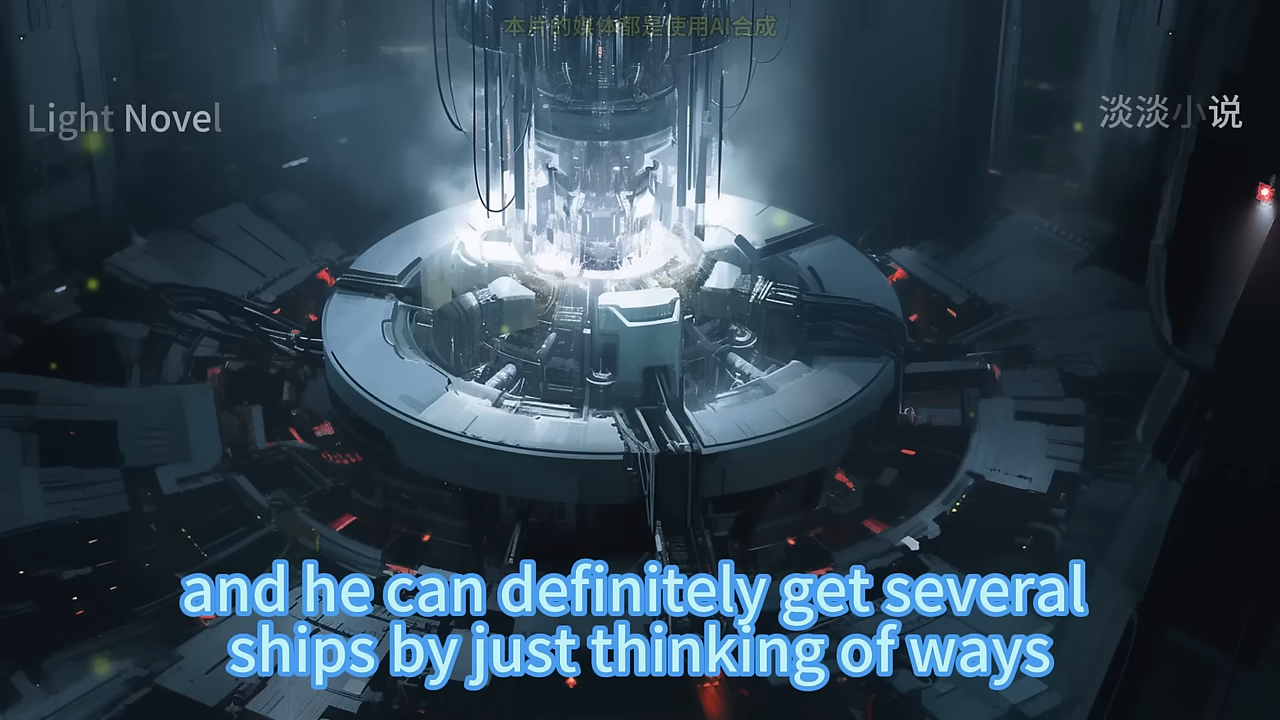 本片的媒体都是使用AI合成
Light Novel
淡淡小说
and he can definitely get several
ships by just thinking of ways